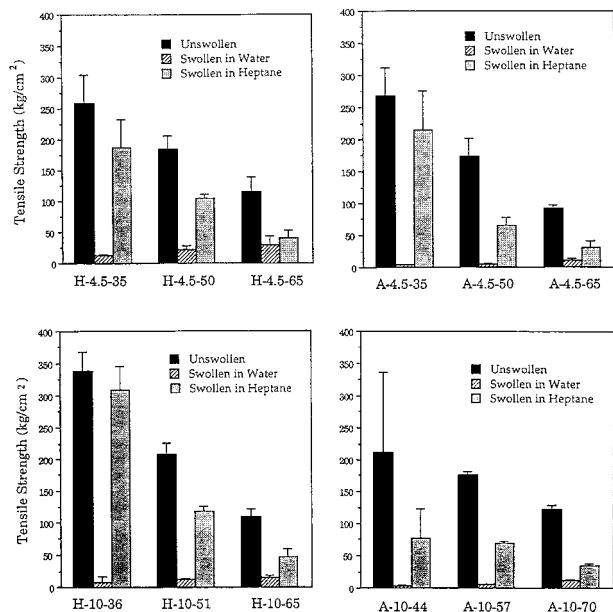 400
350
300
250
200
150
100
50
0
Tensile Strength (kg/cm²)
Unswollen
Swollen in Water
Swollen in Heptane
H-4.5-35 H-4.5-50 H-4.5-65
400
350
300
250
200
150
100
50
0
Unswollen
Swollen in Water
Swollen in Heptane
A-4.5-35 A-4.5-50 A-4.5-65
400
350
300
250
200
150
100
50
0
Tensile Strength (kg/cm²)
Unswollen
Swollen in Water
Swollen in Heptane
H-10-36 H-10-51 H-10-65
400
350
300
250
200
150
100
50
0
Unswollen
Swollen in Water
Swollen in Heptane
A-10-44 A-10-57 A-10-70